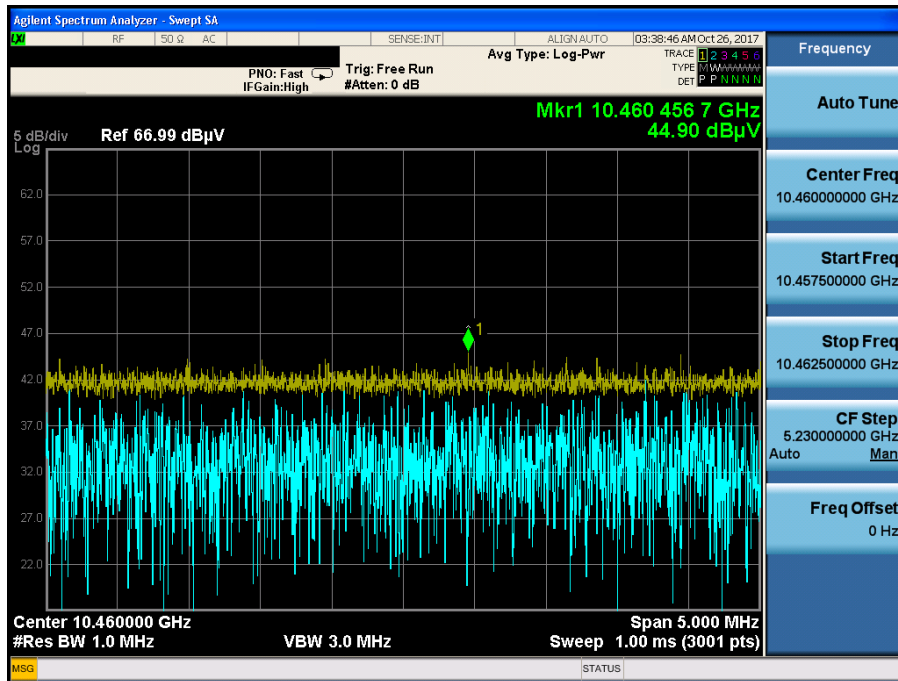 Agilent Spectrum Analyzer - Swept SA
LXI RF 50 Ω AC SENSE:INT ALIGN AUTO 03:38:46 AM Oct 26, 2017
PNO: Fast
IFGain:High
Trig: Free Run
#Atten: 0 dB
Avg Type: Log-Pwr
TRACE 1 2 3 4 5 6
TYPE M W W W W W
DET P P N N N N
Mkr1 10.460 456 7 GHz
44.90 dBµV
5 dB/div
Log
Ref 66.99 dBµV
62.0
57.0
52.0
47.0
42.0
37.0
32.0
27.0
22.0
1
Center 10.460000 GHz
#Res BW 1.0 MHz
VBW 3.0 MHz
Span 5.000 MHz
Sweep 1.00 ms (3001 pts)
MSG
STATUS
Frequency
Auto Tune
Center Freq
10.460000000 GHz
Start Freq
10.457500000 GHz
Stop Freq
10.462500000 GHz
CF Step
5.230000000 GHz
Auto Man
Freq Offset
0 Hz